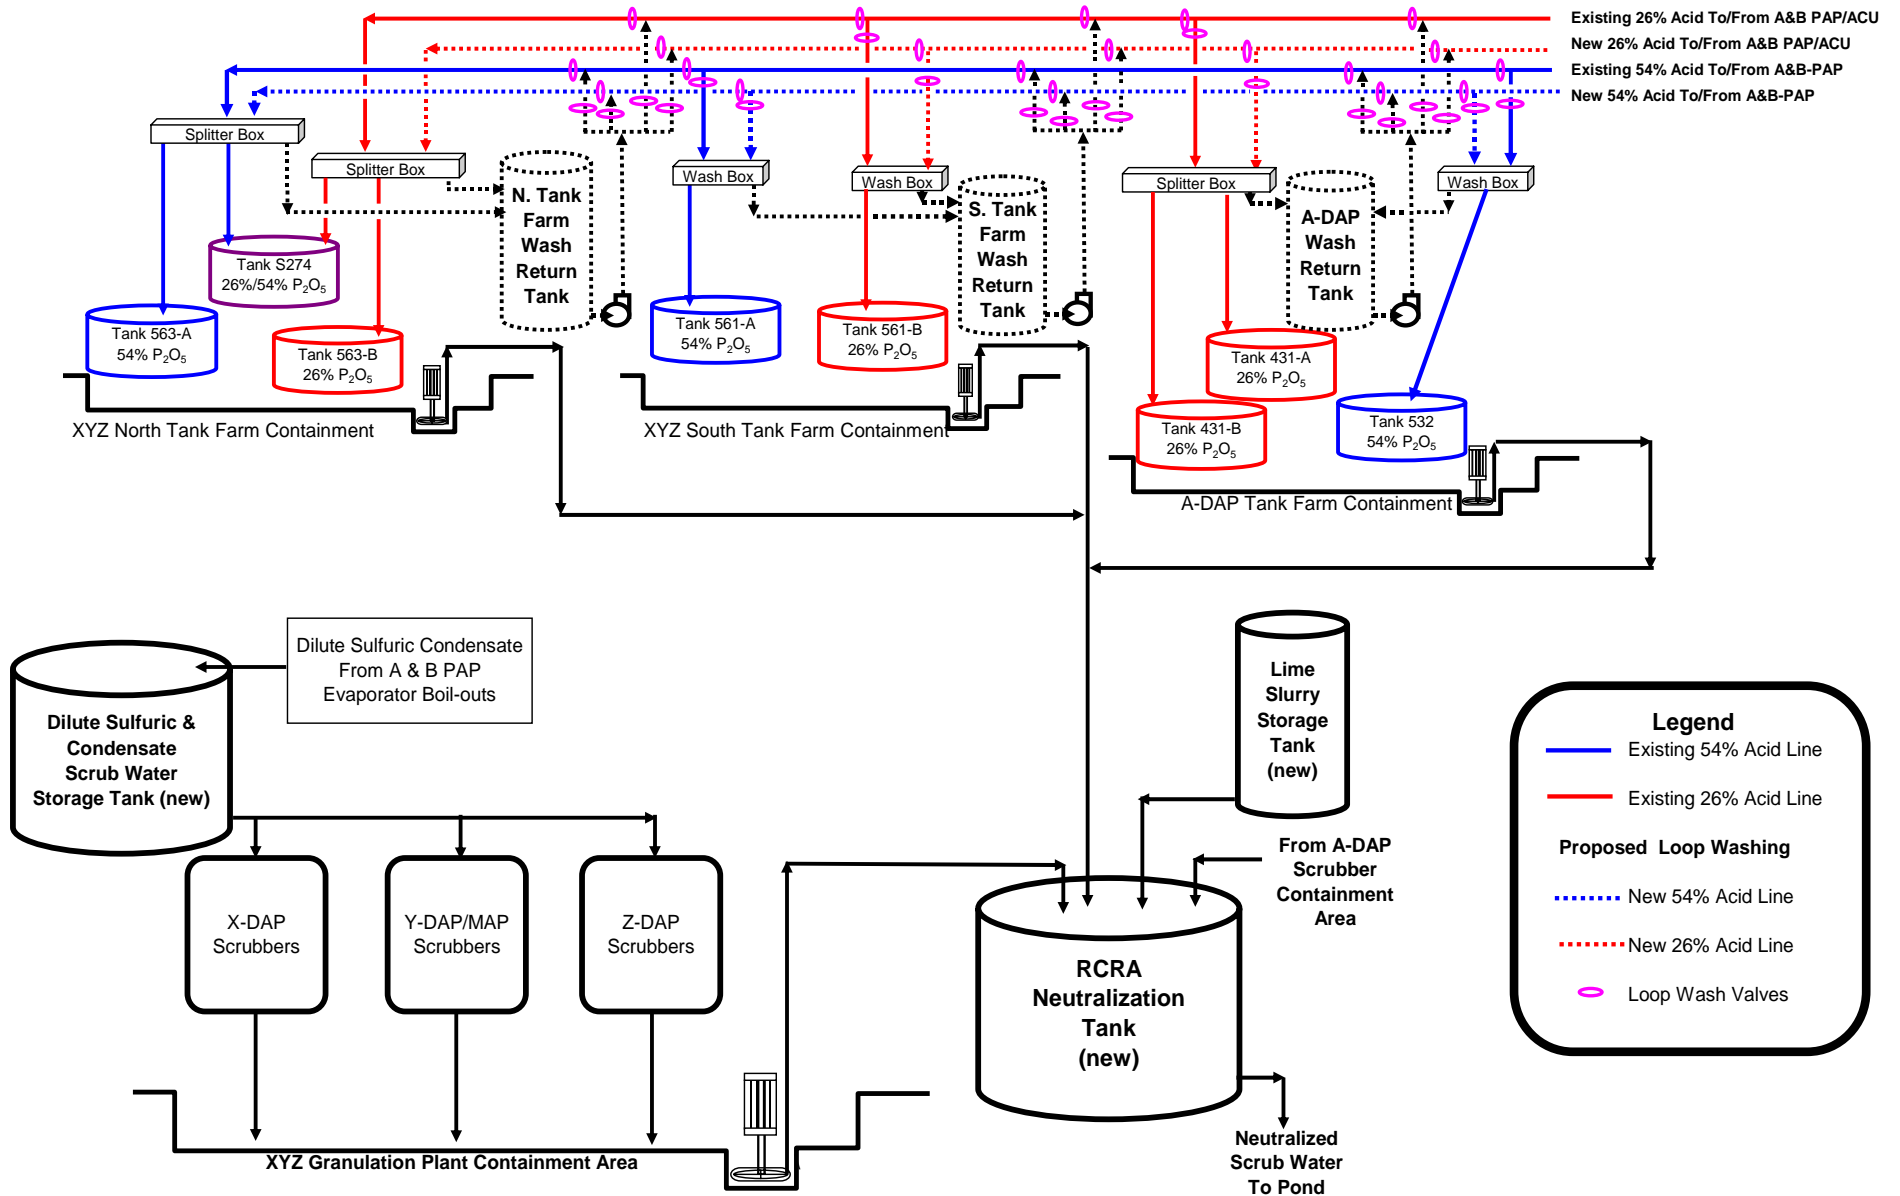 Existing 26% Acid To/From A&B PAP/ACU
New 26% Acid To/From A&B PAP/ACU
Existing 54% Acid To/From A&B-PAP
New 54% Acid To/From A&B-PAP
Splitter Box
Splitter Box
Wash Box
Wash Box
Splitter Box
Wash Box
N. Tank
Farm
Wash
Return
Tank
S. Tank
Farm
Wash
Return
Tank
A-DAP
Wash
Return
Tank
Tank S274
26%/54% P₂O₅
Tank 563-A
54% P₂O₅
Tank 563-B
26% P₂O₅
Tank 561-A
54% P₂O₅
Tank 561-B
26% P₂O₅
Tank 431-A
26% P₂O₅
Tank 431-B
26% P₂O₅
Tank 532
54% P₂O₅
XYZ North Tank Farm Containment
XYZ South Tank Farm Containment
A-DAP Tank Farm Containment
Dilute Sulfuric Condensate
From A & B PAP
Evaporator Boil-outs
Dilute Sulfuric &
Condensate
Scrub Water
Storage Tank (new)
Lime
Slurry
Storage
Tank
(new)
From A-DAP
Scrubber
Containment
Area
X-DAP
Scrubbers
Y-DAP/MAP
Scrubbers
Z-DAP
Scrubbers
RCRA
Neutralization
Tank
(new)
XYZ Granulation Plant Containment Area
Neutralized
Scrub Water
To Pond
Legend
Existing 54% Acid Line
Existing 26% Acid Line
Proposed Loop Washing
New 54% Acid Line
New 26% Acid Line
Loop Wash Valves